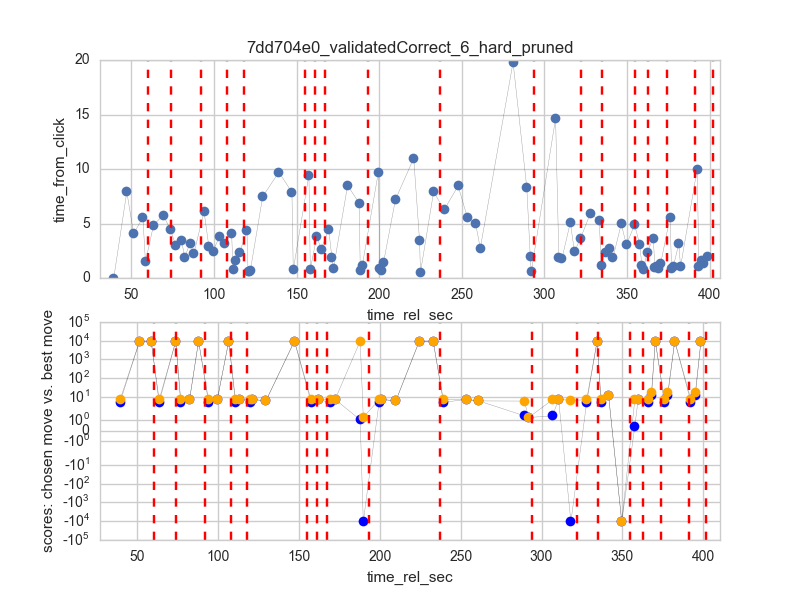 7dd704e0_validatedCorrect_6_hard_pruned
time_from_click
20
15
10
5
0
50 100 150 200 250 300 350 400
time_rel_sec
scores: chosen move vs. best move
10^5
10^4
10^3
10^2
10^1
10^0
0
-10^0
-10^1
-10^2
-10^3
-10^4
-10^5
50 100 150 200 250 300 350 400
time_rel_sec